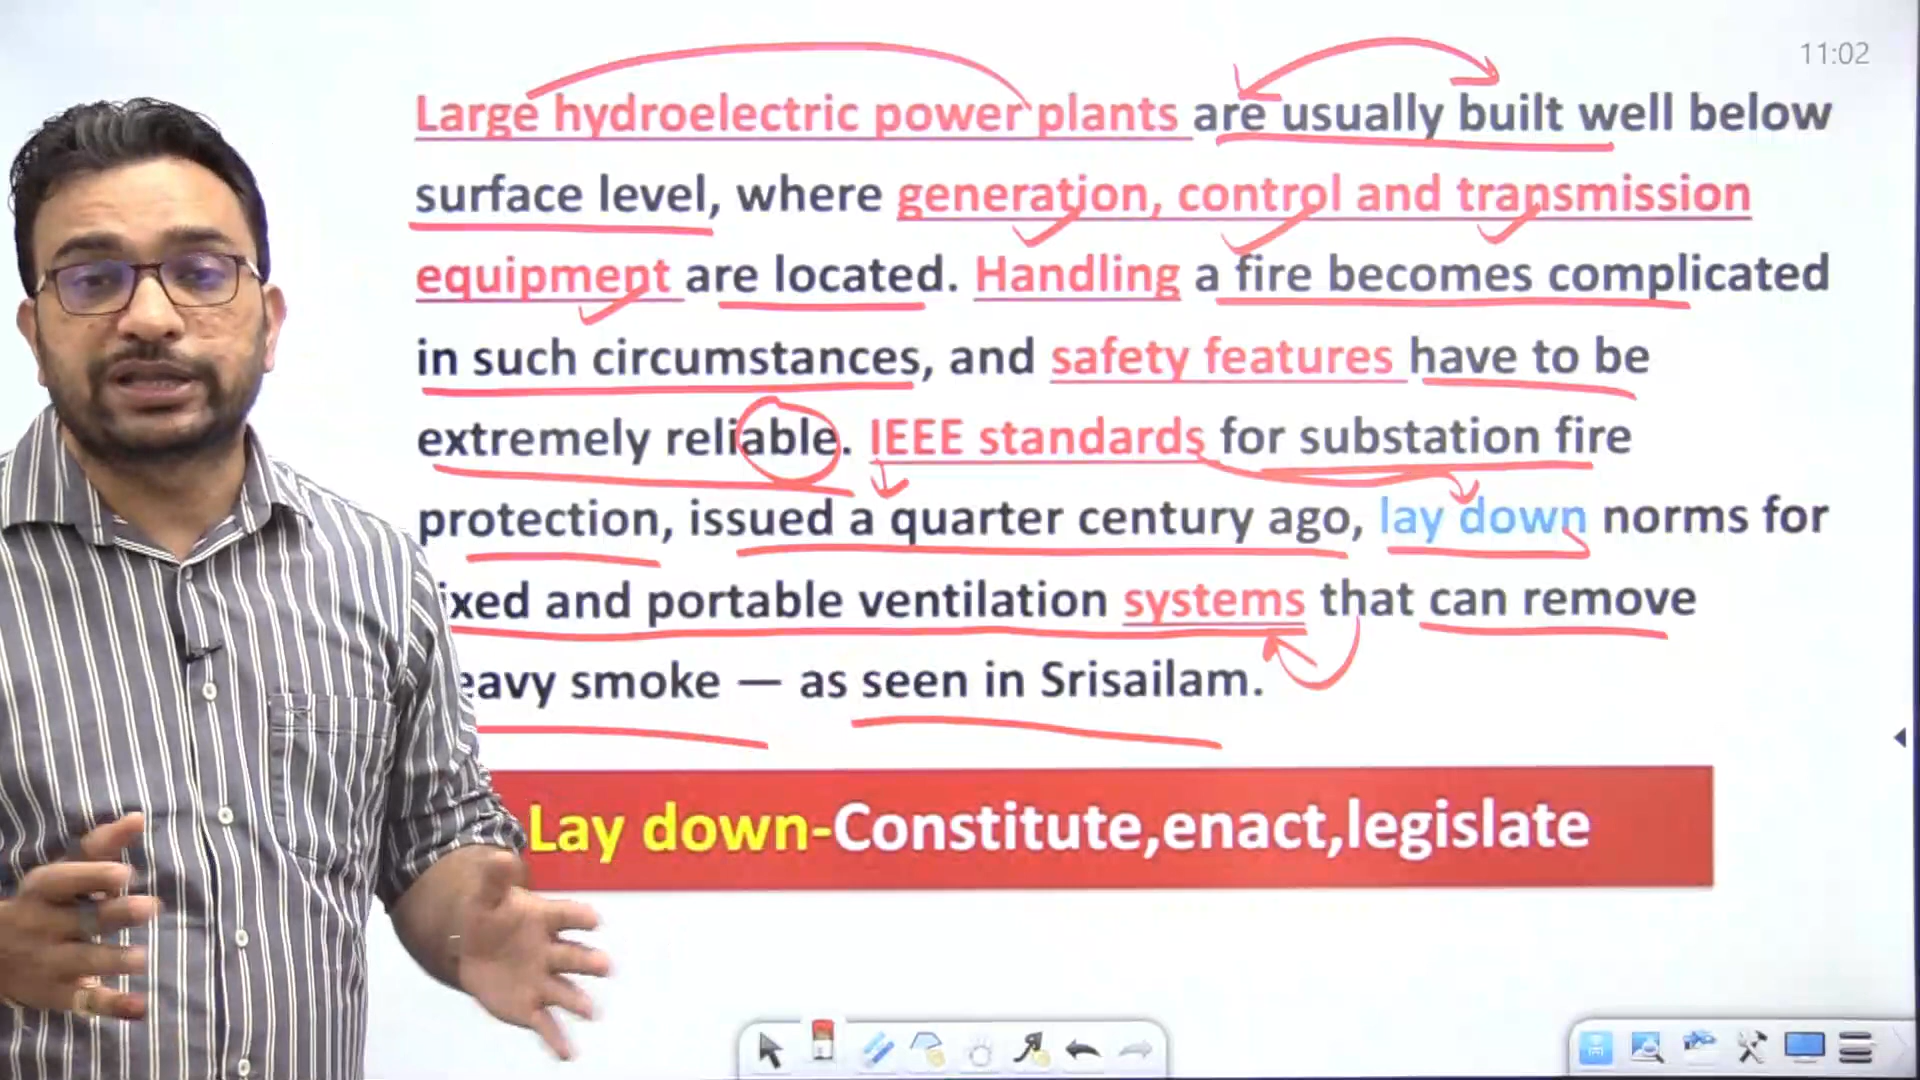 11:02
Large hydroelectric power plants are usually built well below
surface level, where generation, control and transmission
equipment are located. Handling a fire becomes complicated
in such circumstances, and safety features have to be
extremely reliable. IEEE standards for substation fire
protection, issued a quarter century ago, lay down norms for
ixed and portable ventilation systems that can remove
eavy smoke — as seen in Srisailam.
Lay down-Constitute,enact,legislate